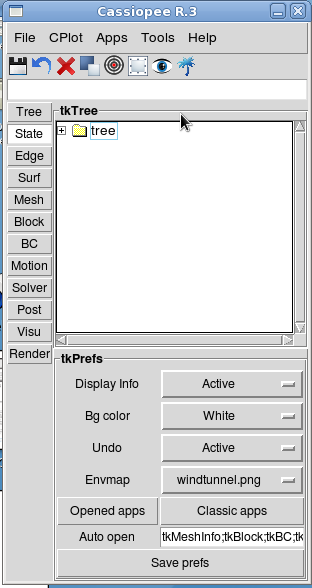 Cassiopee R.3
File CPlot Apps Tools Help
Tree
State
Edge
Surf
Mesh
Block
BC
Motion
Solver
Post
Visu
Render
tkTree
tree
tkPrefs
Display Info Active
Bg color White
Undo Active
Envmap windtunnel.png
Opened apps Classic apps
Auto open tkMeshInfo;tkBlock;tkBC;tk
Save prefs